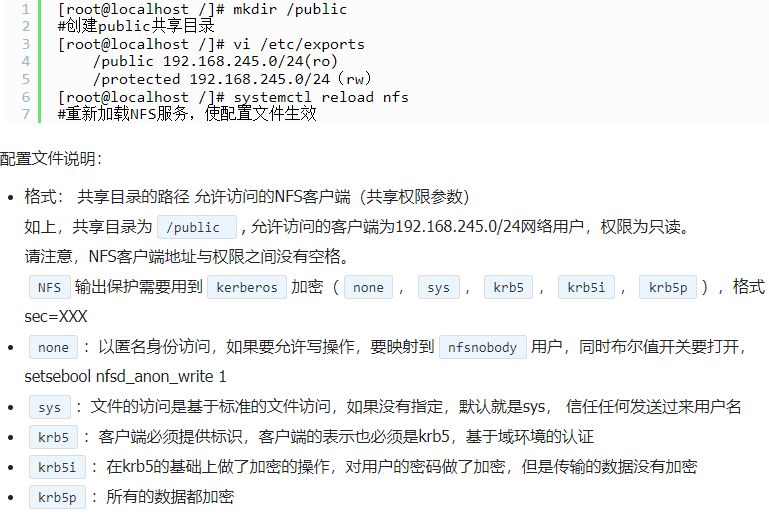 1 [root@localhost /]# mkdir /public
2 #创建public共享目录
3 [root@localhost /]# vi /etc/exports
4 /public 192.168.245.0/24(ro)
5 /protected 192.168.245.0/24（rw）
6 [root@localhost /]# systemctl reload nfs
7 #重新加载NFS服务，使配置文件生效
配置文件说明：
• 格式： 共享目录的路径 允许访问的NFS客户端（共享权限参数）
如上，共享目录为 /public , 允许访问的客户端为192.168.245.0/24网络用户，权限为只读。
请注意，NFS客户端地址与权限之间没有空格。
NFS 输出保护需要用到 kerberos 加密（ none ， sys ， krb5 ， krb5i ， krb5p ），格式
sec=XXX
• none ：以匿名身份访问，如果要允许写操作，要映射到 nfsnobody 用户，同时布尔值开关要打开，
setsebool nfsd_anon_write 1
• sys ：文件的访问是基于标准的文件访问，如果没有指定，默认就是sys， 信任任何发送过来用户名
• krb5 ：客户端必须提供标识，客户端的表示也必须是krb5，基于域环境的认证
• krb5i ：在krb5的基础上做了加密的操作，对用户的密码做了加密，但是传输的数据没有加密
• krb5p ：所有的数据都加密